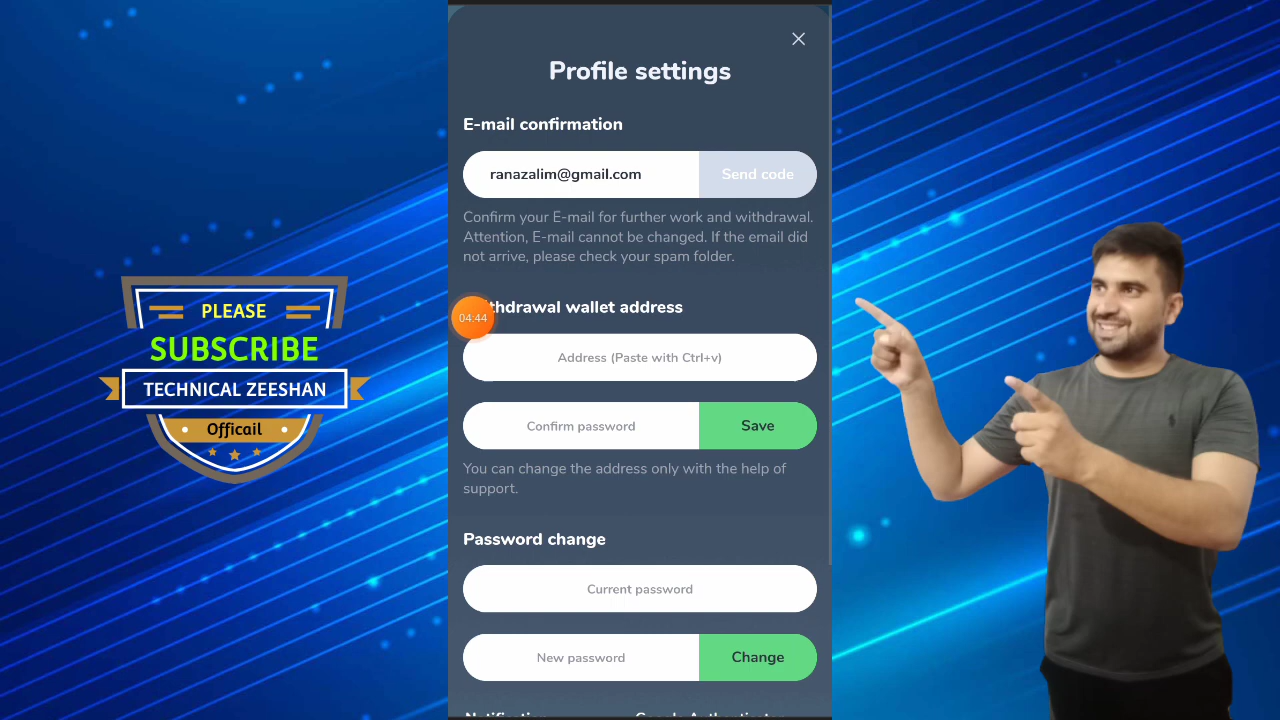 PLEASE
SUBSCRIBE
TECHNICAL ZEESHAN
Officail
Profile settings
E-mail confirmation
ranazalim@gmail.com
Send code
Confirm your E-mail for further work and withdrawal.
Attention, E-mail cannot be changed. If the email did
not arrive, please check your spam folder.
thdrawal wallet address
04:44
Address (Paste with Ctrl+v)
Confirm password
Save
You can change the address only with the help of
support.
Password change
Current password
New password
Change